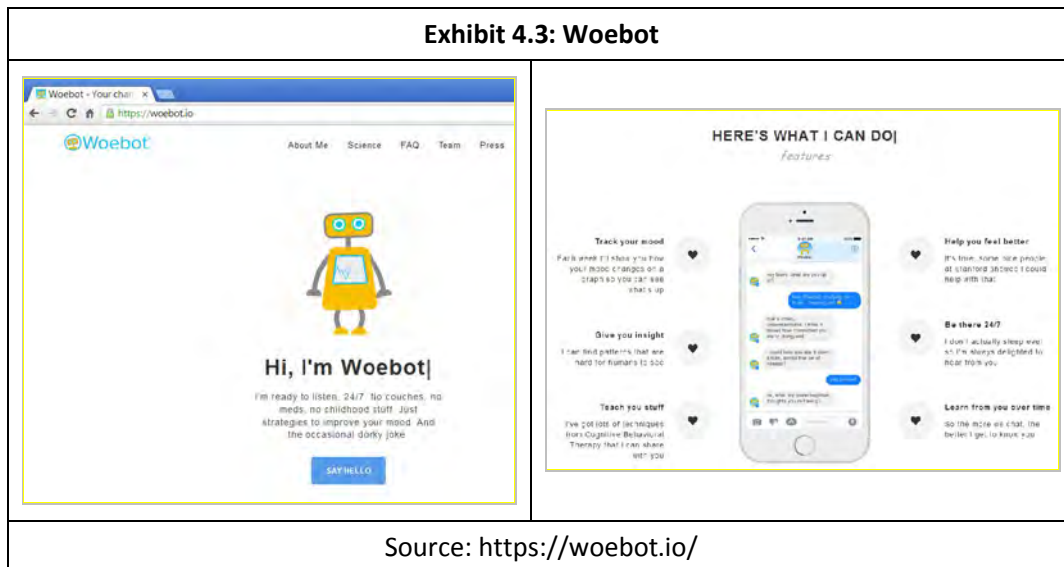 Exhibit 4.3: Woebot
Woebot - Your cha
https://woebot.io
Woebot
About Me Science FAQ Team Press
Hi, I'm Woebot|
I'm ready to listen, 24/7. No couches, no
meds, no childhood stuff. Just
strategies to improve your mood. And
the occasional dorky joke
SAY HELLO
HERE'S WHAT I CAN DO|
features
Track your mood
Each week I'll show you how
your mood changes on a
graph so you can see
what's up
Give you insight
I can find patterns that are
hard for humans to see
Teach you stuff
I've got lots of techniques
from Cognitive Behavioral
Therapy that I can share
with you
Help you feel better
It's true, some nice people
at Stanford showed I could
help with that
Be there 24/7
I don't actually sleep ever
so I'm always delighted to
hear from you
Learn from you over time
So the more we chat, the
better I get to know you
Source: https://woebot.io/